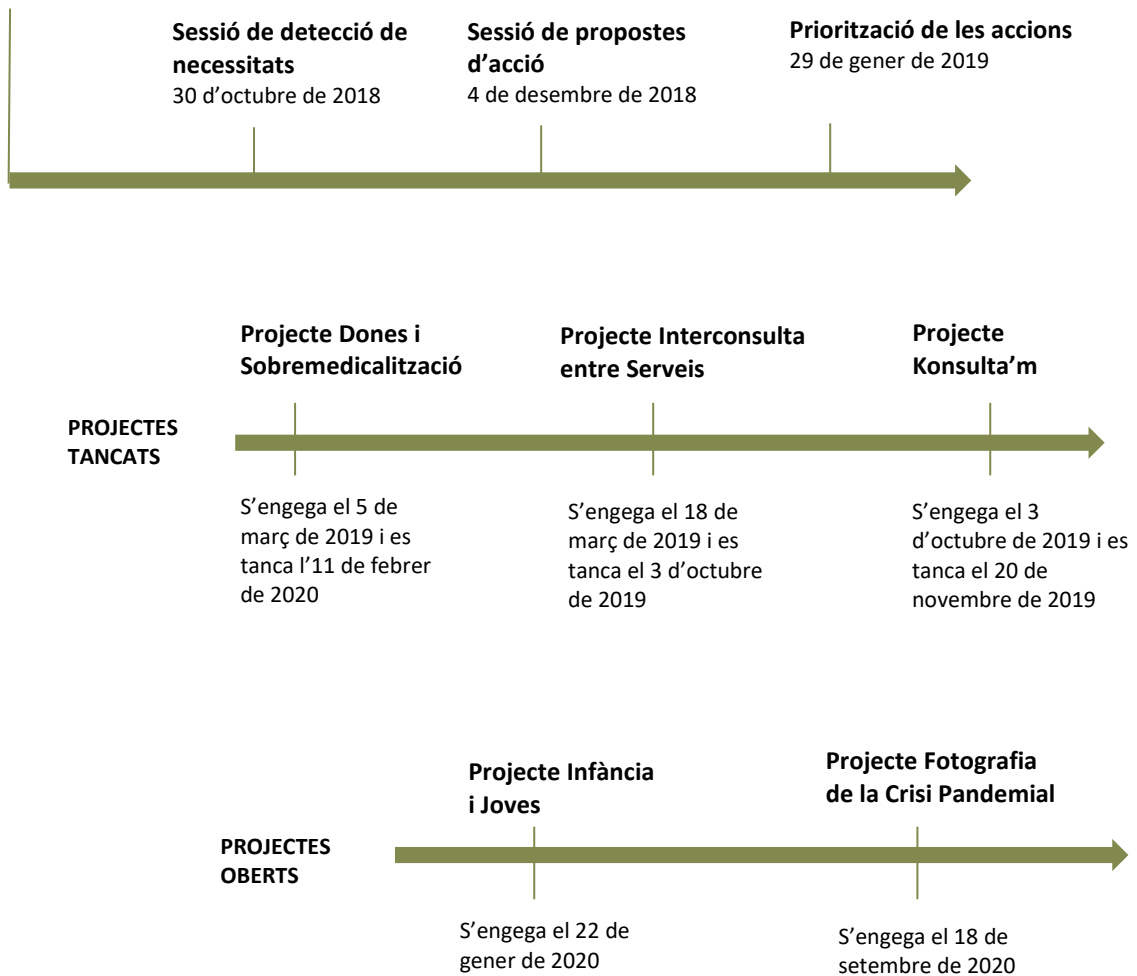 Sessió de detecció de
necessitats
30 d’octubre de 2018
Sessió de propostes
d’acció
4 de desembre de 2018
Priorització de les accions
29 de gener de 2019
Projecte Dones i
Sobremedicalització
Projecte Interconsulta
entre Serveis
Projecte
Konsulta’m
PROJECTES
TANCATS
S’engega el 5 de
març de 2019 i es
tanca l’11 de febrer
de 2020
S’engega el 18 de
març de 2019 i es
tanca el 3 d’octubre
de 2019
S’engega el 3
d’octubre de 2019 i es
tanca el 20 de
novembre de 2019
Projecte Infància
i Joves
Projecte Fotografia
de la Crisi Pandemial
PROJECTES
OBERTS
S’engega el 22 de
gener de 2020
S’engega el 18 de
setembre de 2020